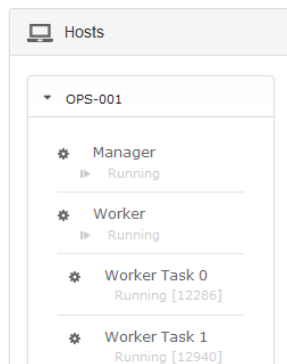 Hosts
OPS-001
Manager
Running
Worker
Running
Worker Task 0
Running [12286]
Worker Task 1
Running [12940]